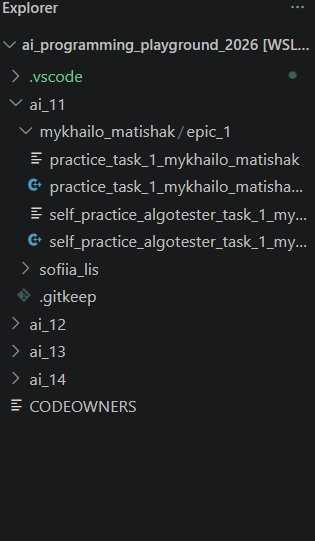 Explorer
ai_programming_playground_2026 [WSL...
.vscode
ai_11
mykhailo_matishak/epic_1
practice_task_1_mykhailo_matishak
practice_task_1_mykhailo_matisha...
self_practice_algotester_task_1_my...
self_practice_algotester_task_1_my...
sofiia_lis
.gitkeep
ai_12
ai_13
ai_14
CODEOWNERS